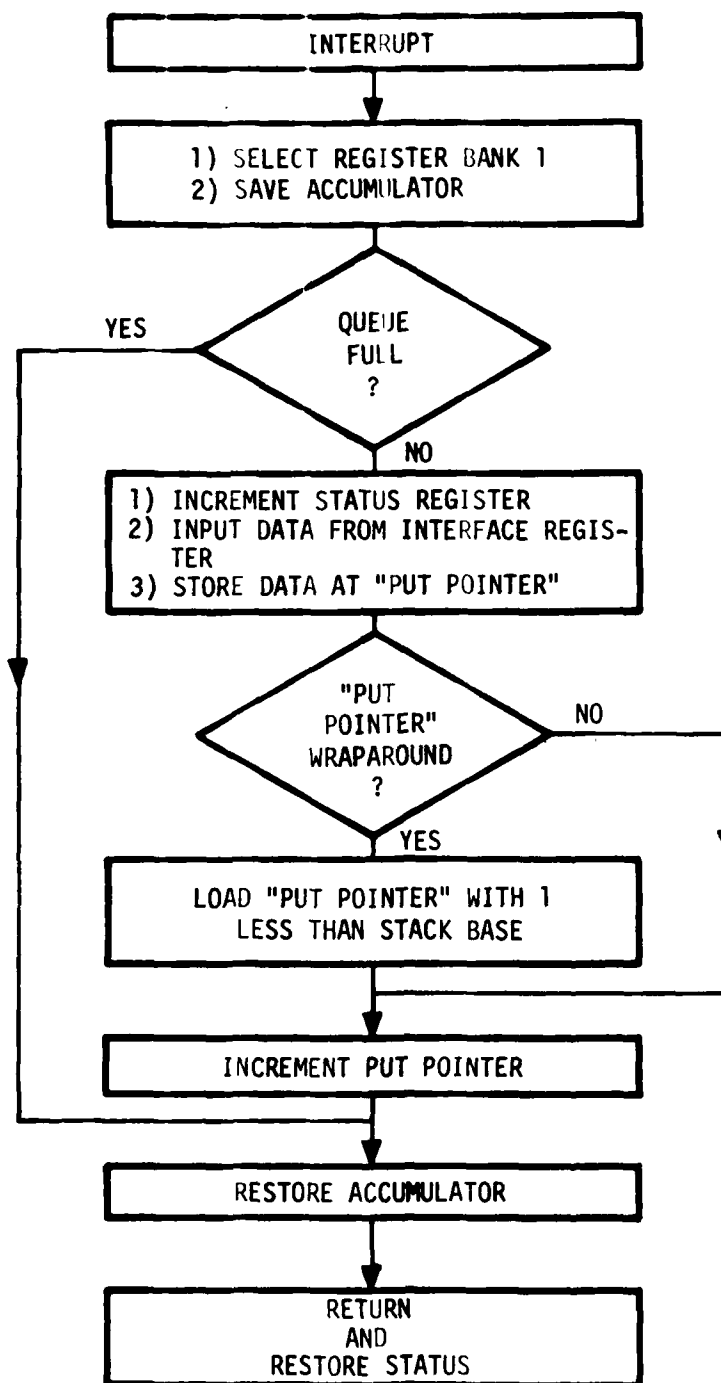 INTERRUPT
1) SELECT REGISTER BANK 1
2) SAVE ACCUMULATOR
YES
QUEUE
FULL
?
NO
1) INCREMENT STATUS REGISTER
2) INPUT DATA FROM INTERFACE REGIS-
TER
3) STORE DATA AT "PUT POINTER"
"PUT
POINTER"
WRAPAROUND
?
NO
YES
LOAD "PUT POINTER" WITH 1
LESS THAN STACK BASE
INCREMENT PUT POINTER
RESTORE ACCUMULATOR
RETURN
AND
RESTORE STATUS